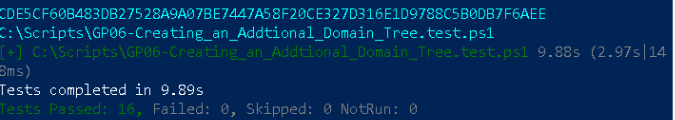 CDE5CF60B483DB27528A9A07BE7447A58F20CE327D316E1D9788C5B0DB7F6AEE
C:\Scripts\GP06-Creating_an_Addtional_Domain_Tree.test.ps1
[+] C:\Scripts\GP06-Creating_an_Addtional_Domain_Tree.test.ps1 9.88s (2.97s|14
8ms)
Tests completed in 9.89s
Tests Passed: 16, Failed: 0, Skipped: 0 NotRun: 0